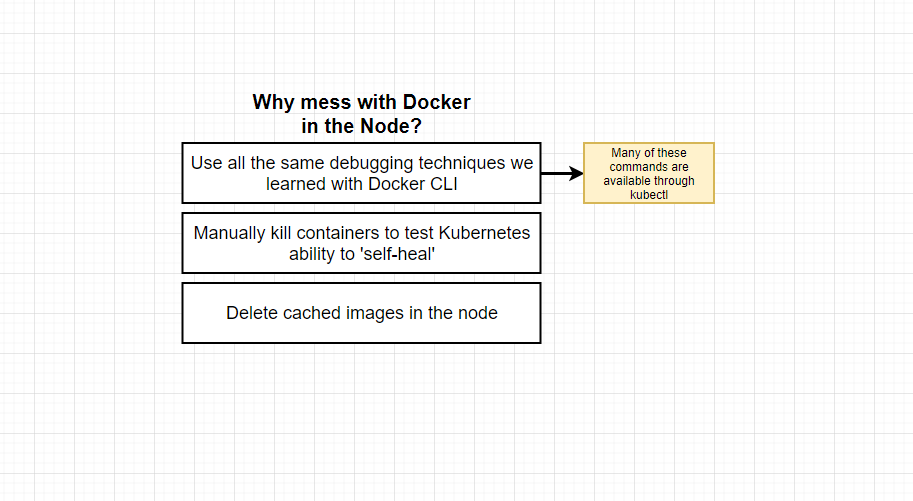 Why mess with Docker
in the Node?
Use all the same debugging techniques we
learned with Docker CLI
Many of these
commands are
available through
kubectl
Manually kill containers to test Kubernetes
ability to 'self-heal'
Delete cached images in the node